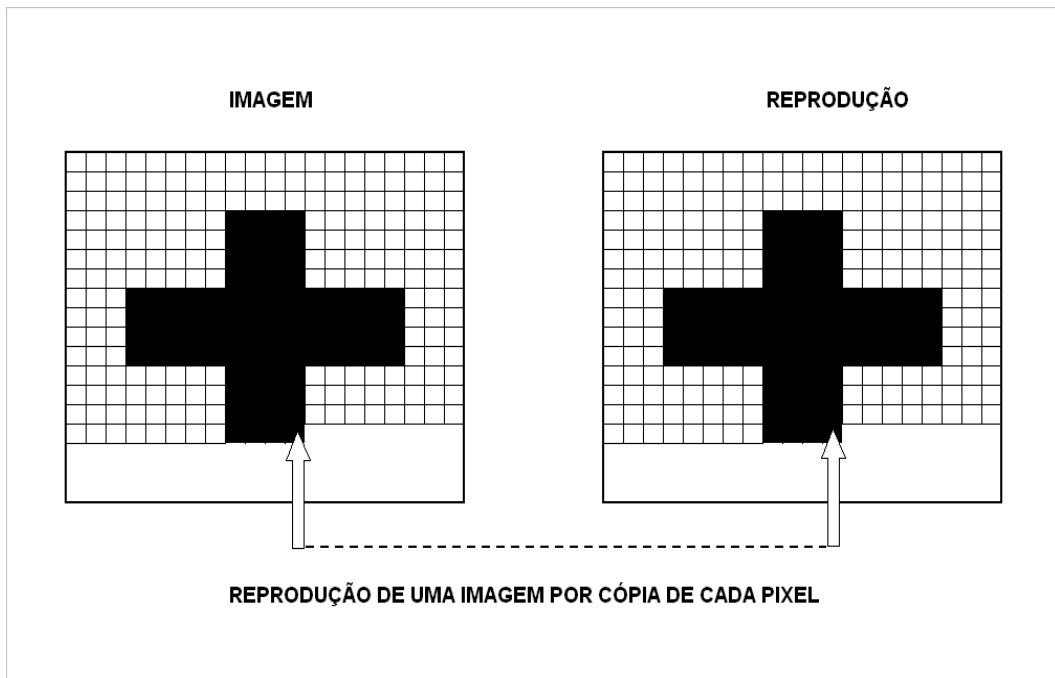 IMAGEM
REPRODUÇÃO
REPRODUÇÃO DE UMA IMAGEM POR CÓPIA DE CADA PIXEL